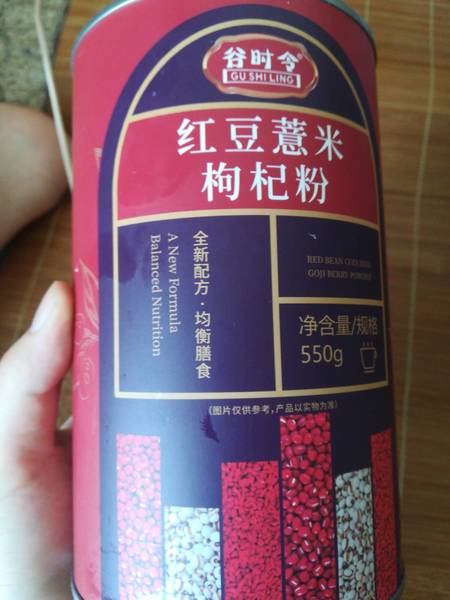 谷时令
GU SHI LING
红豆薏米
枸杞粉
全新配方·均衡膳食
A New Formula
Balanced Nutrition
RED BEAN COIX SEED
GOJI BERRY POWDER
净含量/规格
550g
(图片仅供参考,产品以实物为准)